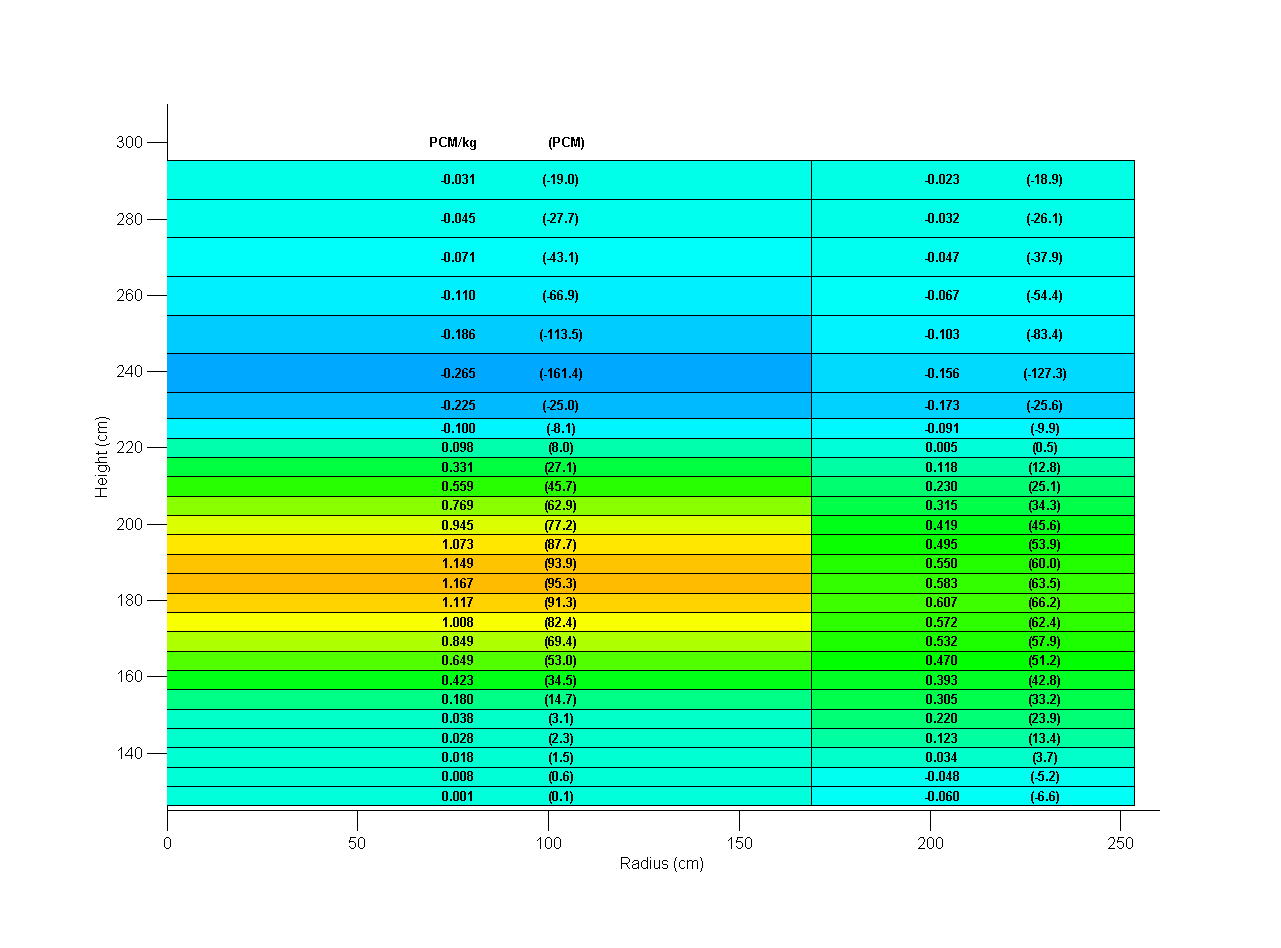 300 PCM/kg (PCM)
-0.031 (-19.0) -0.023 (-18.9)
280 -0.045 (-27.7) -0.032 (-26.1)
-0.071 (-43.1) -0.047 (-37.9)
260 -0.110 (-66.9) -0.067 (-54.4)
-0.186 (-113.5) -0.103 (-83.4)
240 -0.265 (-161.4) -0.156 (-127.3)
-0.225 (-25.0) -0.173 (-25.6)
-0.100 (-8.1) -0.091 (-9.9)
220 0.098 (8.0) 0.005 (0.5)
0.331 (27.1) 0.118 (12.8)
0.559 (45.7) 0.230 (25.1)
0.769 (62.9) 0.315 (34.3)
200 0.945 (77.2) 0.419 (45.6)
1.073 (87.7) 0.495 (53.9)
1.149 (93.9) 0.550 (60.0)
1.167 (95.3) 0.583 (63.5)
180 1.117 (91.3) 0.607 (66.2)
1.008 (82.4) 0.572 (62.4)
0.849 (69.4) 0.532 (57.9)
0.649 (53.0) 0.470 (51.2)
160 0.423 (34.5) 0.393 (42.8)
0.180 (14.7) 0.305 (33.2)
0.038 (3.1) 0.220 (23.9)
0.028 (2.3) 0.123 (13.4)
140 0.018 (1.5) 0.034 (3.7)
0.008 (0.6) -0.048 (-5.2)
0.001 (0.1) -0.060 (-6.6)
Height (cm)
0 50 100 150 200 250
Radius (cm)